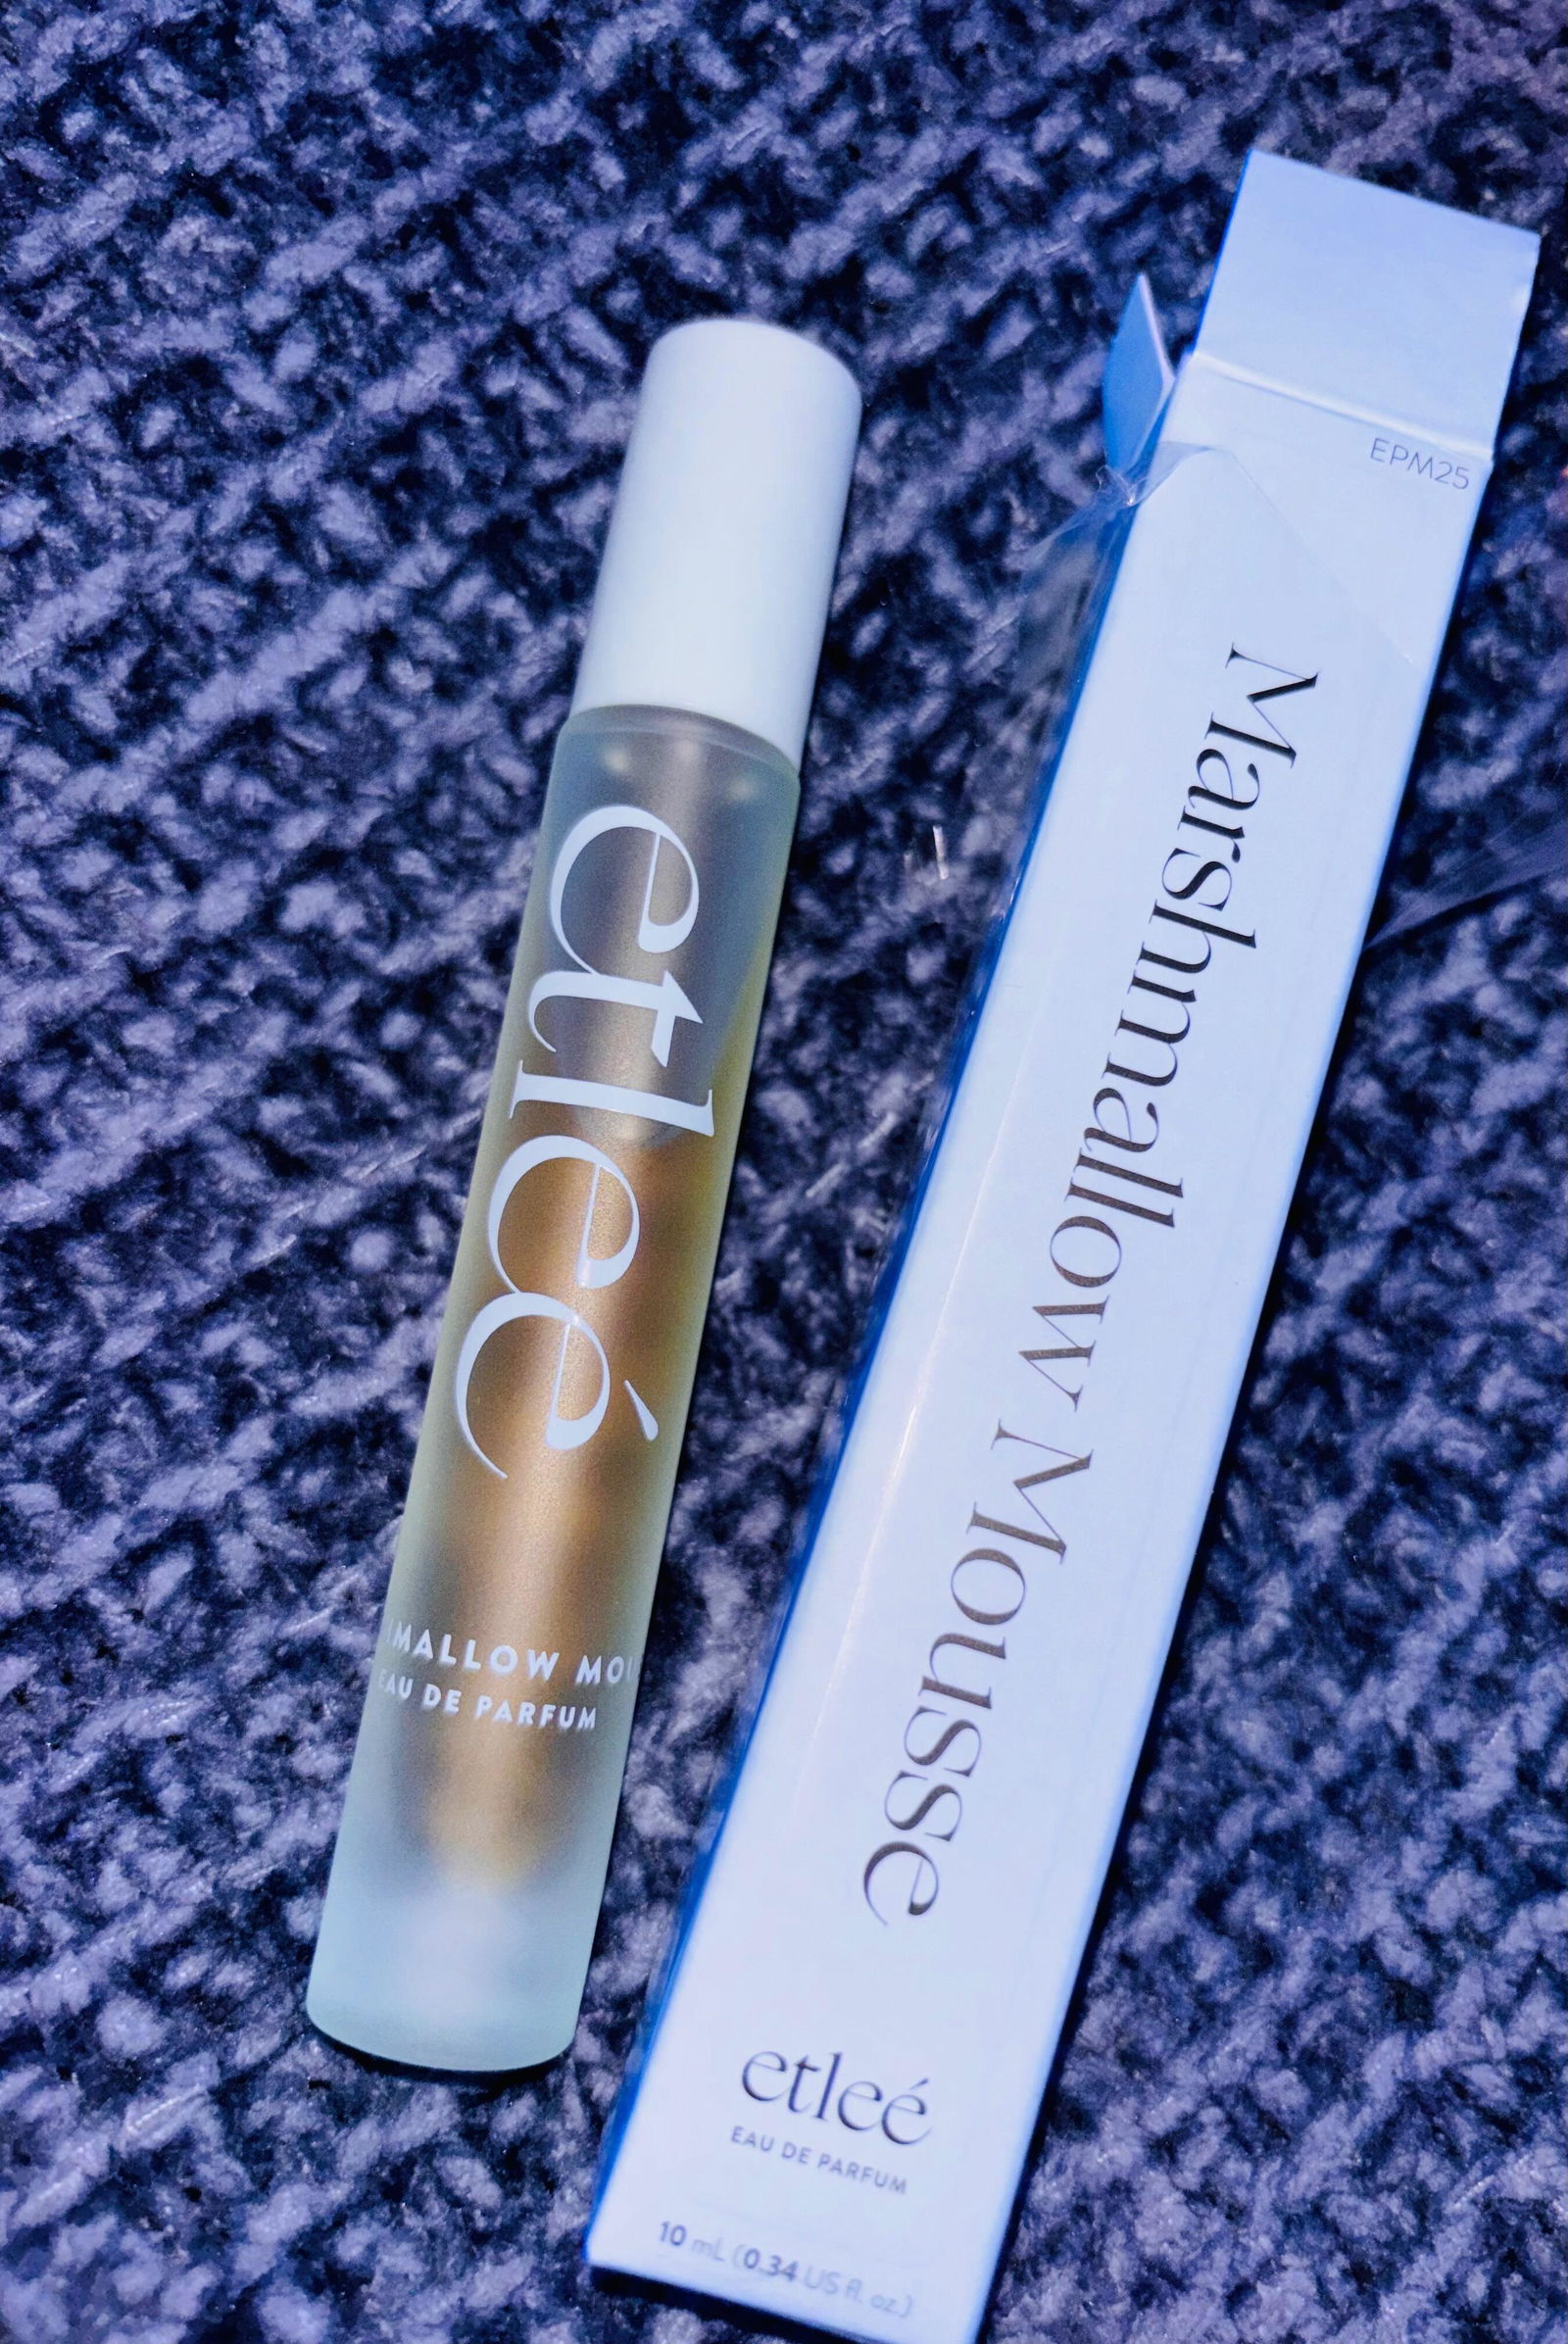 etleé
MALLOW
EAU DE PARFUM
EPM25
Marshmallow Mousse
etleé
EAU DE PARFUM
10 mL (0.34 US fl. oz.)